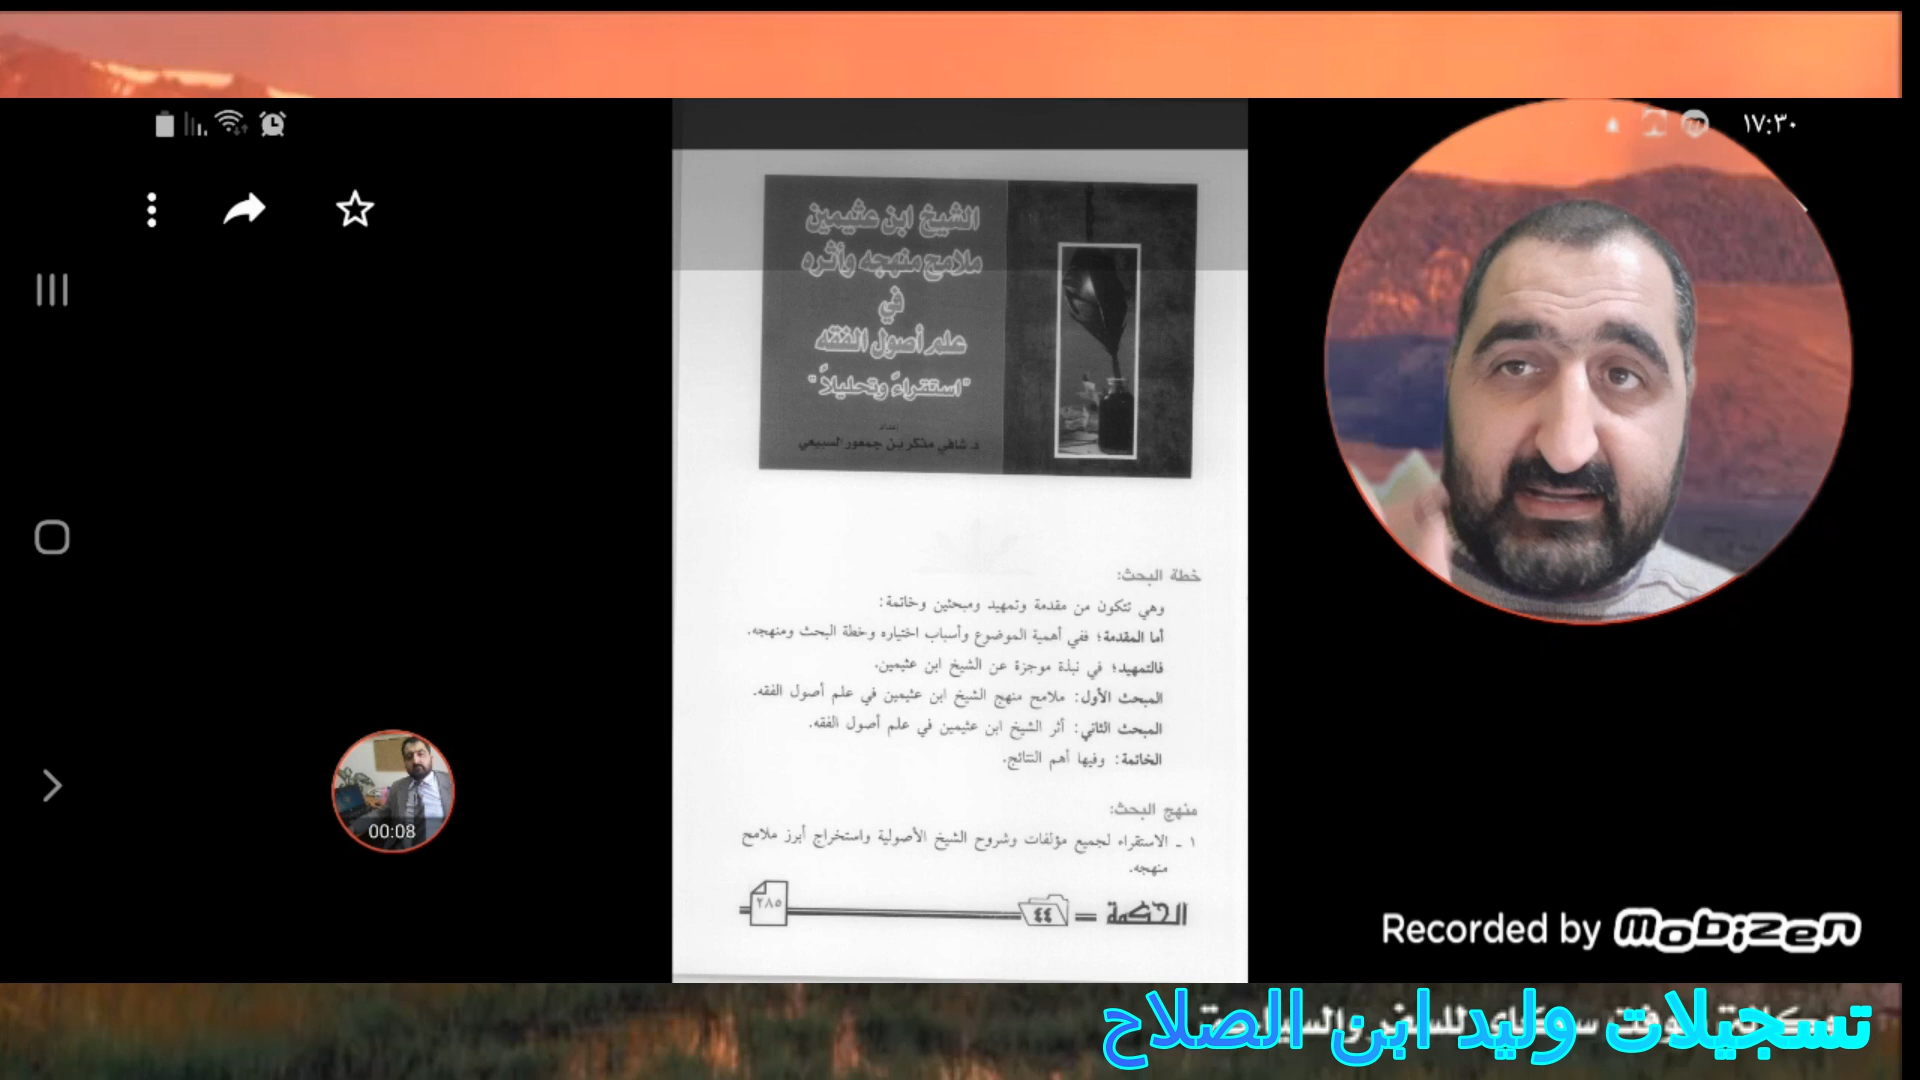 ١٧:٣٠
الشيخ ابن عثيمين
ملامح منهجه وأثره
في
علم أصول الفقه
"استقراءً وتحليلاً"
إعداد
د. شافي مذكر بن جمعور السبيعي
خطة البحث:
وهي تتكون من مقدمة وتمهيد ومبحثين وخاتمة:
أما المقدمة؛ ففي أهمية الموضوع وأسباب اختياره وخطة البحث ومنهجه.
فالتمهيد؛ في نبذة موجزة عن الشيخ ابن عثيمين.
المبحث الأول: ملامح منهج الشيخ ابن عثيمين في علم أصول الفقه.
المبحث الثاني: أثر الشيخ ابن عثيمين في علم أصول الفقه.
الخاتمة: وفيها أهم النتائج.
منهج البحث:
١ ـ الاستقراء لجميع مؤلفات وشروح الشيخ الأصولية واستخراج أبرز ملامح
منهجه.
الحكمة ٤٤ ٢٨٥
00:08
Recorded by mobizen
تسجيلات وليد ابن الصلاح